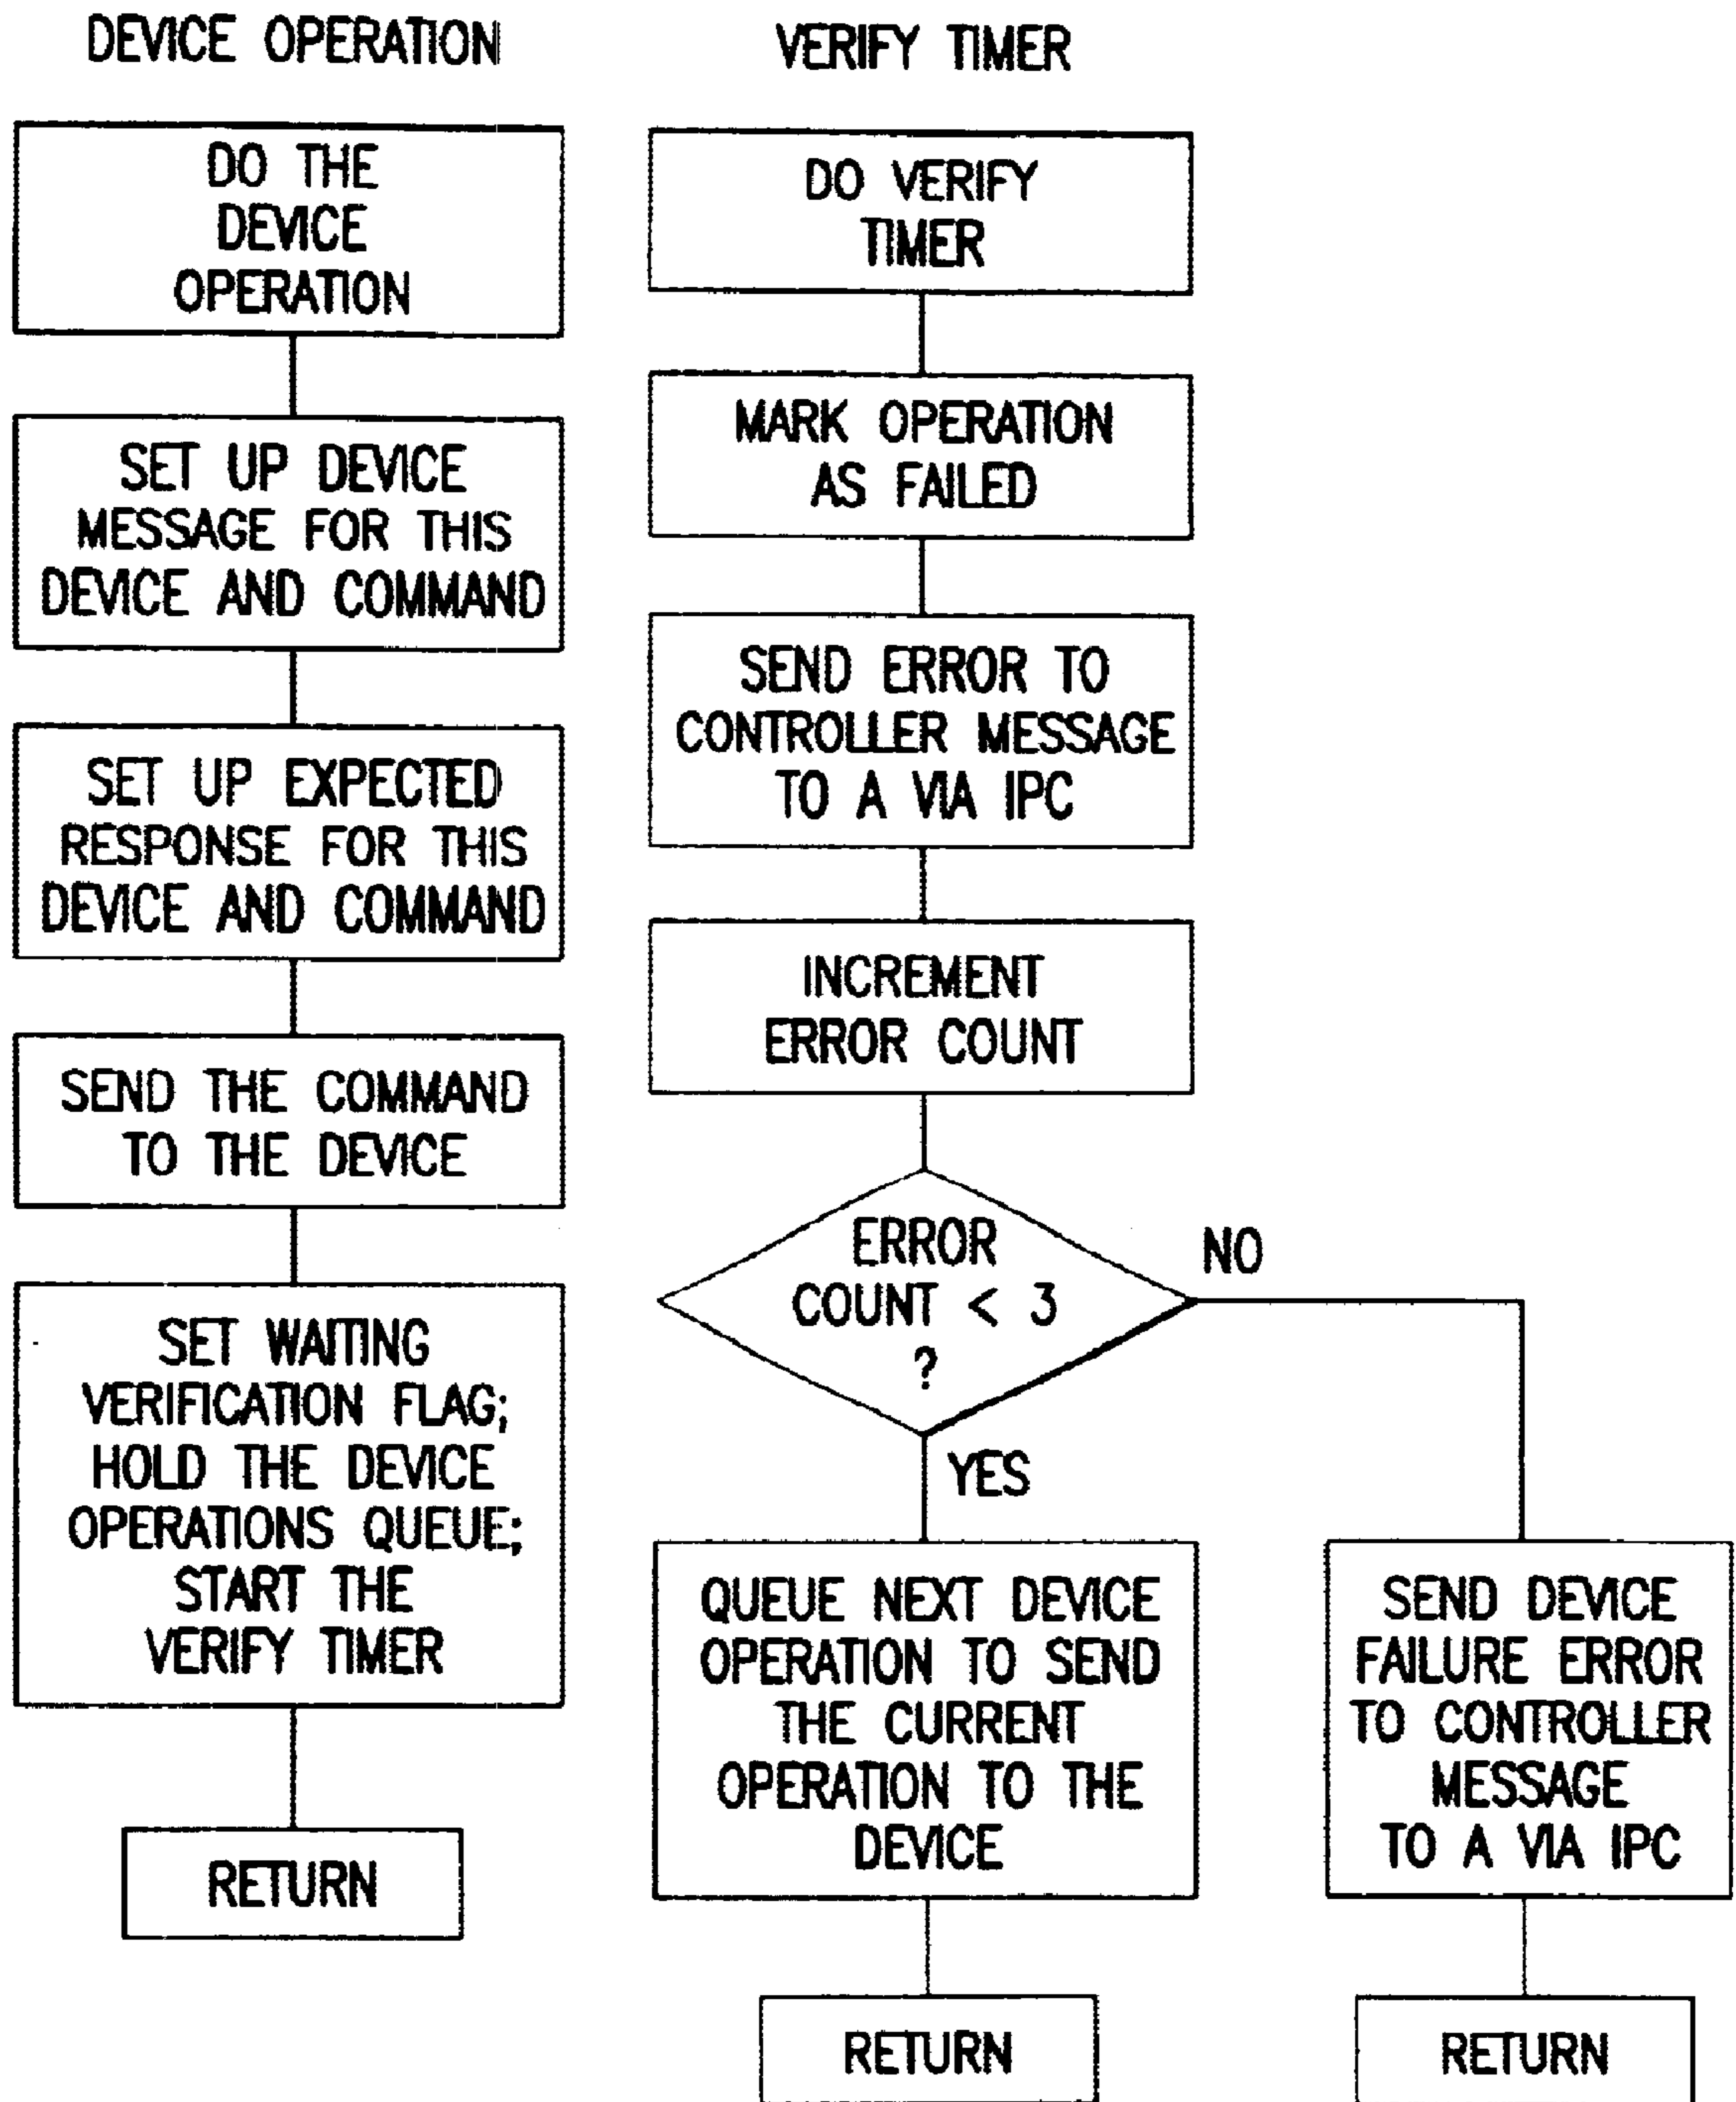 DEVICE OPERATION
DO THE
DEVICE
OPERATION
SET UP DEVICE
MESSAGE FOR THIS
DEVICE AND COMMAND
SET UP EXPECTED
RESPONSE FOR THIS
DEVICE AND COMMAND
SEND THE COMMAND
TO THE DEVICE
SET WAITING
VERIFICATION FLAG;
HOLD THE DEVICE
OPERATIONS QUEUE;
START THE
VERIFY TIMER
RETURN
VERIFY TIMER
DO VERIFY
TIMER
MARK OPERATION
AS FAILED
SEND ERROR TO
CONTROLLER MESSAGE
TO A VIA IPC
INCREMENT
ERROR COUNT
ERROR
COUNT < 3
?
NO
YES
QUEUE NEXT DEVICE
OPERATION TO SEND
THE CURRENT
OPERATION TO THE
DEVICE
RETURN
SEND DEVICE
FAILURE ERROR
TO CONTROLLER
MESSAGE
TO A VIA IPC
RETURN